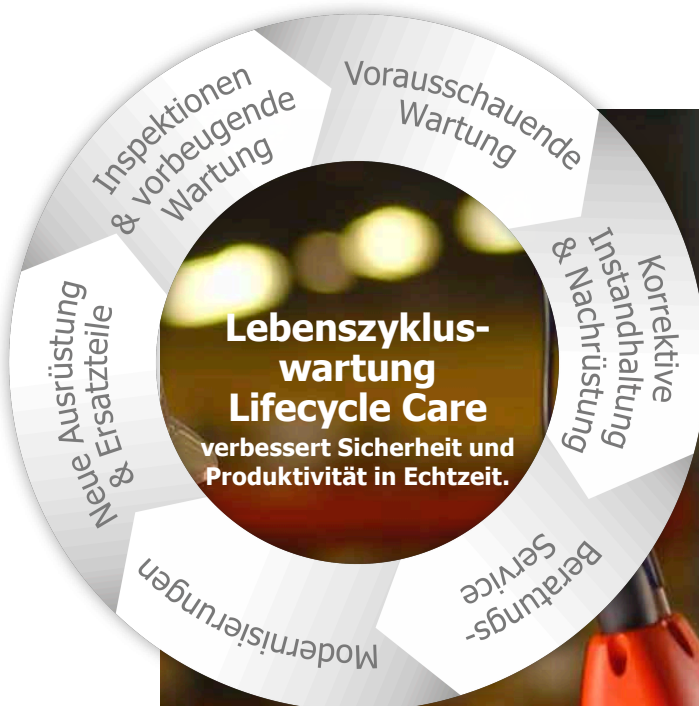 Lebenszyklus-
wartung
Lifecycle Care
verbessert Sicherheit und
Produktivität in Echtzeit.
Inspektionen
& vorbeugende
Wartung
Vorausschauende
Wartung
Korrektive
Instandhaltung
& Nachrüstung
Beratungs-
Service
Modernisierungen
Neue Ausrüstung
& Ersatzteile